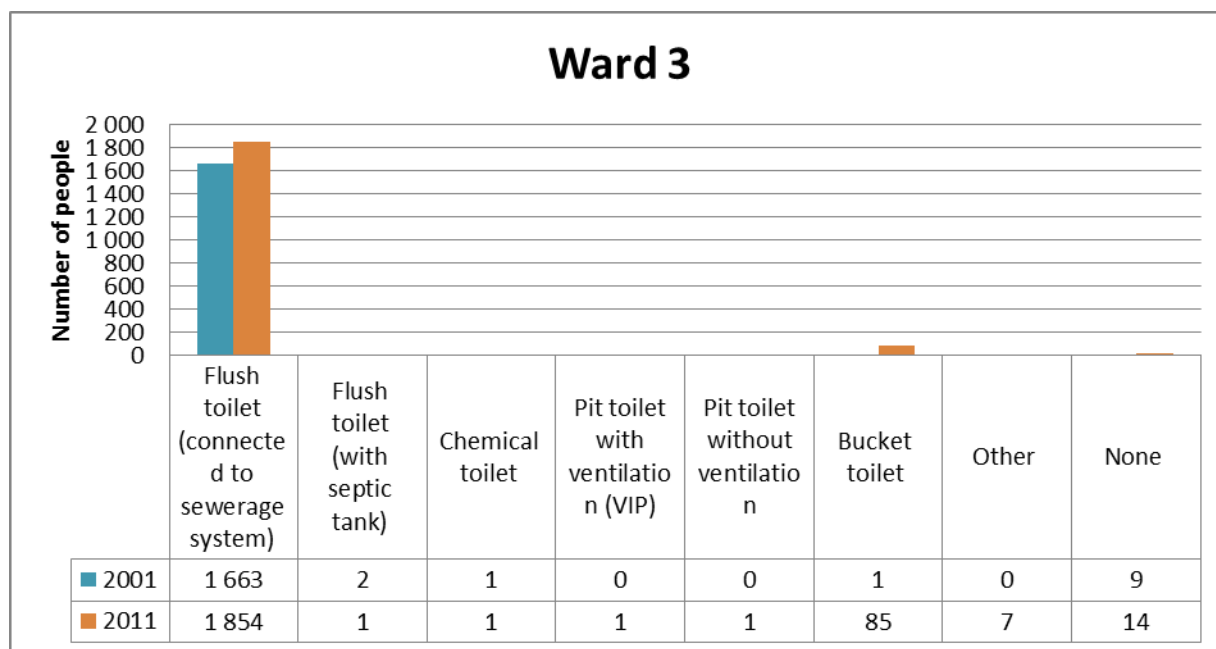 Ward 3
Number of people
2 000
1 800
1 600
1 400
1 200
1 000
800
600
400
200
0
Flush
toilet
(connecte
d to
sewerage
system)
Flush
toilet
(with
septic
tank)
Chemical
toilet
Pit toilet
with
ventilatio
n (VIP)
Pit toilet
without
ventilatio
n
Bucket
toilet
Other
None
2001 1 663 2 1 0 0 1 0 9
2011 1 854 1 1 1 1 85 7 14